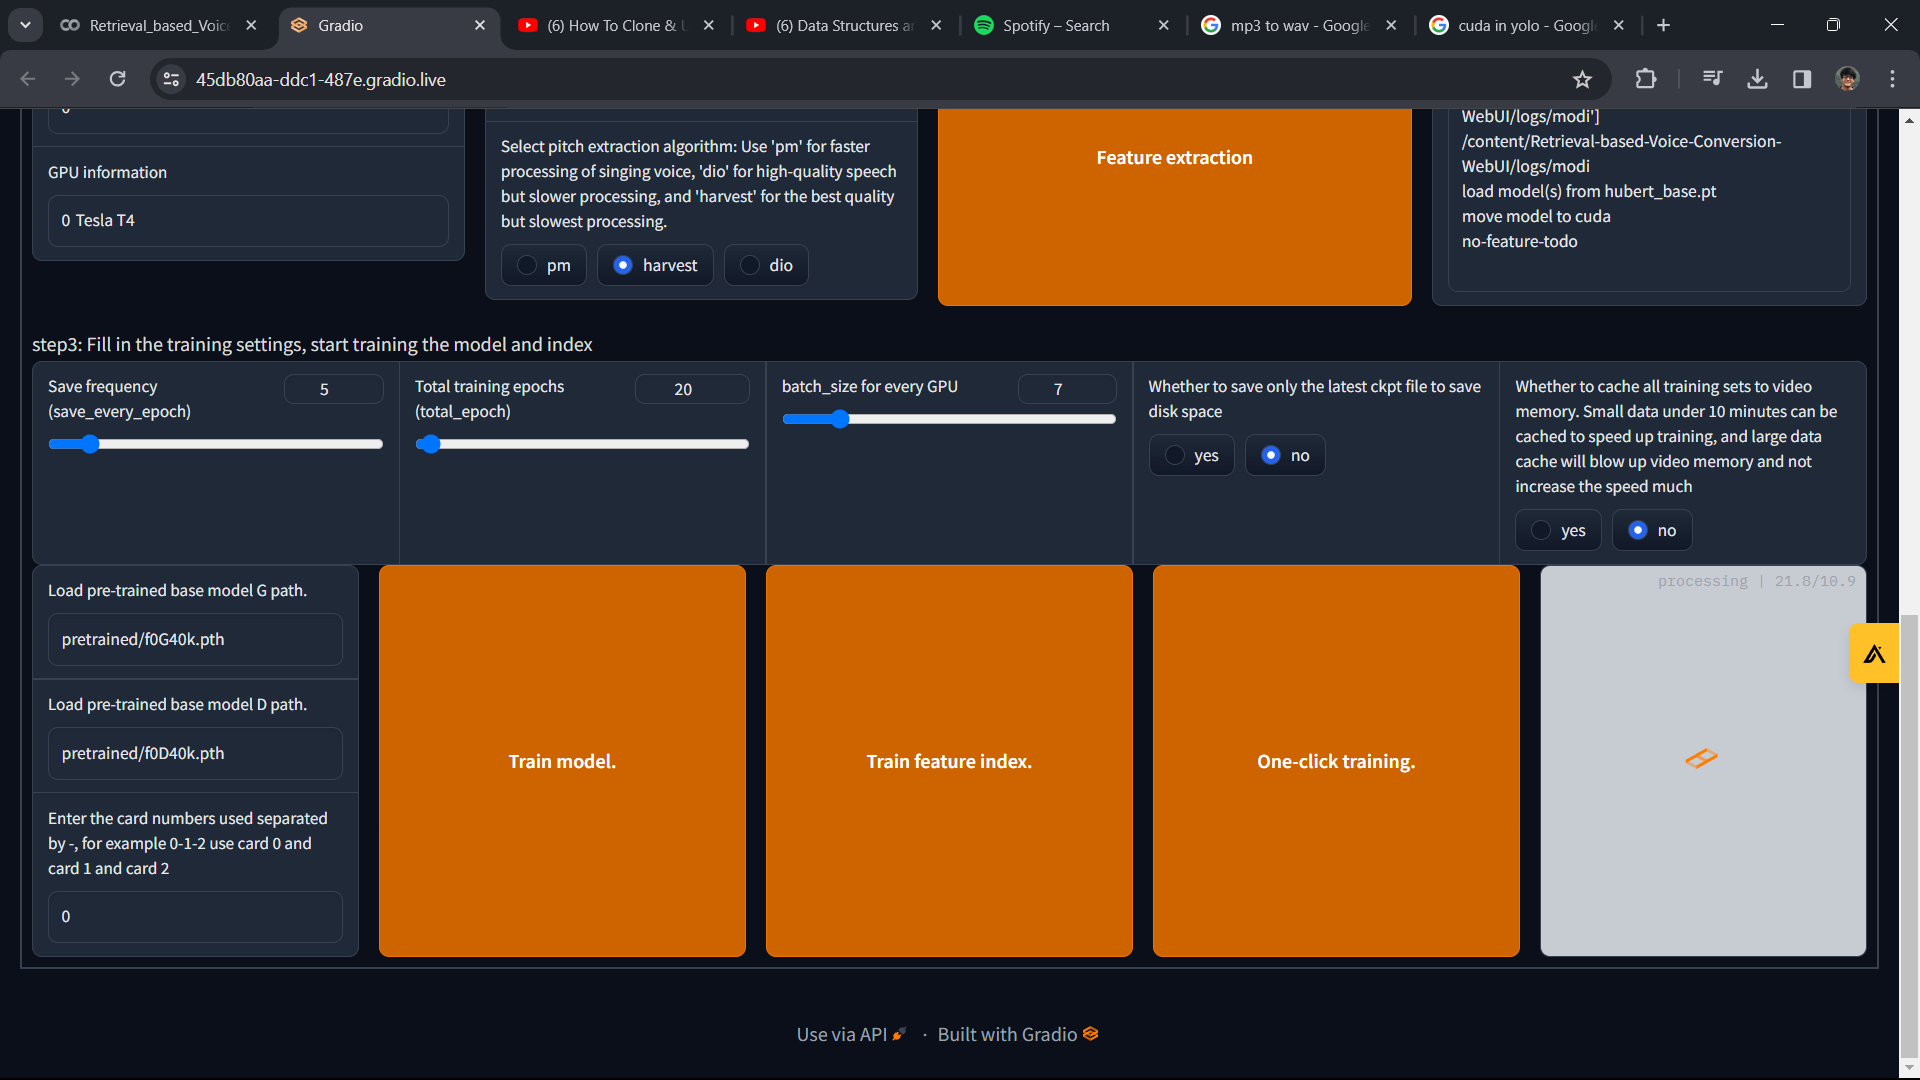 Retrieval_based_Voic
Gradio
(6) How To Clone & U
(6) Data Structures ar
Spotify – Search
mp3 to wav - Google
cuda in yolo - Google
45db80aa-ddc1-487e.gradio.live
GPU information
0 Tesla T4
Select pitch extraction algorithm: Use 'pm' for faster
processing of singing voice, 'dio' for high-quality speech
but slower processing, and 'harvest' for the best quality
but slowest processing.
pm
harvest
dio
Feature extraction
WebUI/logs/modi']
/content/Retrieval-based-Voice-Conversion-
WebUI/logs/modi
load model(s) from hubert_base.pt
move model to cuda
no-feature-todo
step3: Fill in the training settings, start training the model and index
Save frequency
(save_every_epoch)
5
Total training epochs
(total_epoch)
20
batch_size for every GPU
7
Whether to save only the latest ckpt file to save
disk space
yes
no
Whether to cache all training sets to video
memory. Small data under 10 minutes can be
cached to speed up training, and large data
cache will blow up video memory and not
increase the speed much
yes
no
Load pre-trained base model G path.
pretrained/f0G40k.pth
Load pre-trained base model D path.
pretrained/f0D40k.pth
Enter the card numbers used separated
by -, for example 0-1-2 use card 0 and
card 1 and card 2
0
Train model.
Train feature index.
One-click training.
processing | 21.8/10.9
Use via API · Built with Gradio